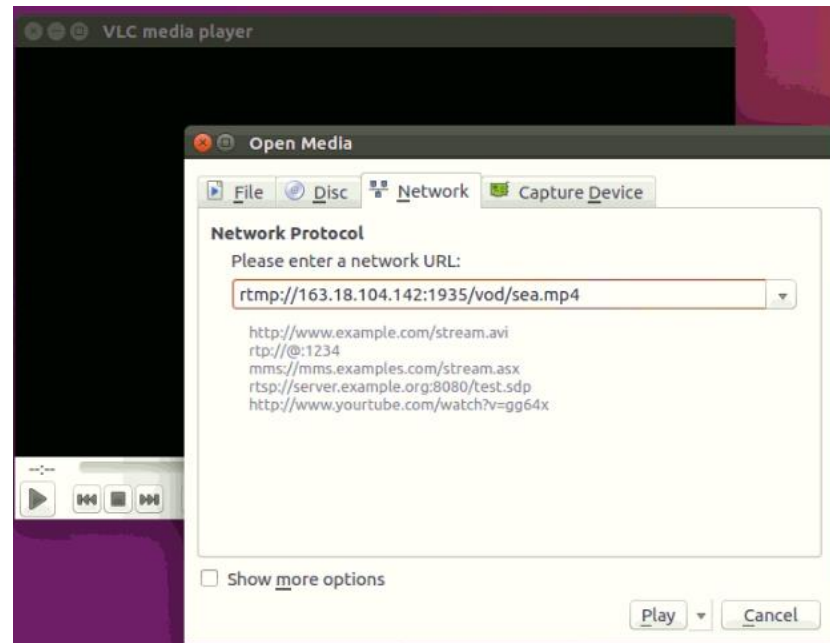 VLC media player
Open Media
File Disc Network Capture Device
Network Protocol
Please enter a network URL:
rtmp://163.18.104.142:1935/vod/sea.mp4
http://www.example.com/stream.avi
rtp://@:1234
mms://mms.examples.com/stream.asx
rtsp://server.example.org:8080/test.sdp
http://www.yourtube.com/watch?v=gg64x
--:--
Show more options
Play Cancel